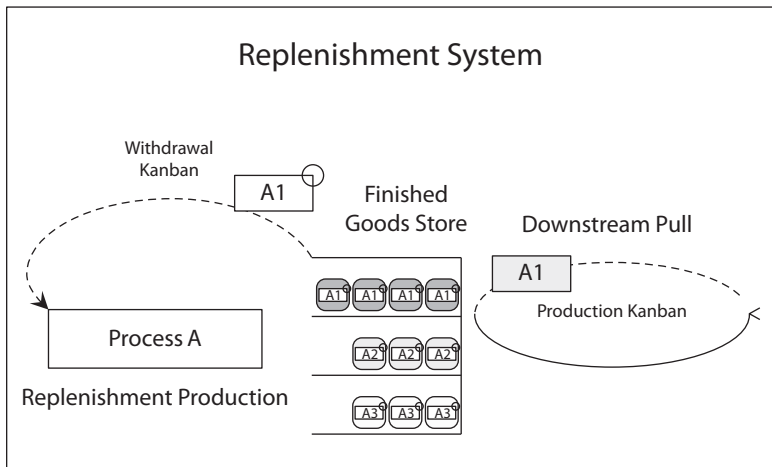 Replenishment System
Withdrawal
Kanban
A1
Finished
Goods Store
Downstream Pull
A1
A1 A1 A1 A1
Production Kanban
Process A
A2 A2 A2
Replenishment Production
A3 A3 A3